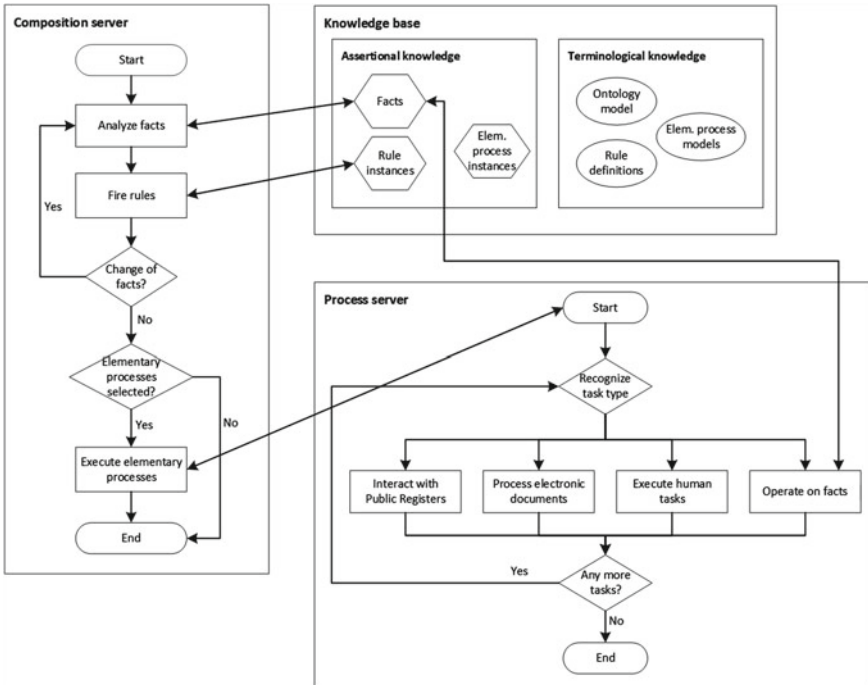 Composition server
Start
Analyze facts
Fire rules
Yes
Change of
facts?
No
Elementary
processes
selected?
Yes
No
Execute elementary
processes
End
Knowledge base
Assertional knowledge
Facts
Rule
instances
Elem.
process
instances
Terminological knowledge
Ontology
model
Elem. process
models
Rule
definitions
Process server
Start
Recognize
task type
Interact with
Public Registers
Process electronic
documents
Execute human
tasks
Operate on facts
Yes
Any more
tasks?
No
End